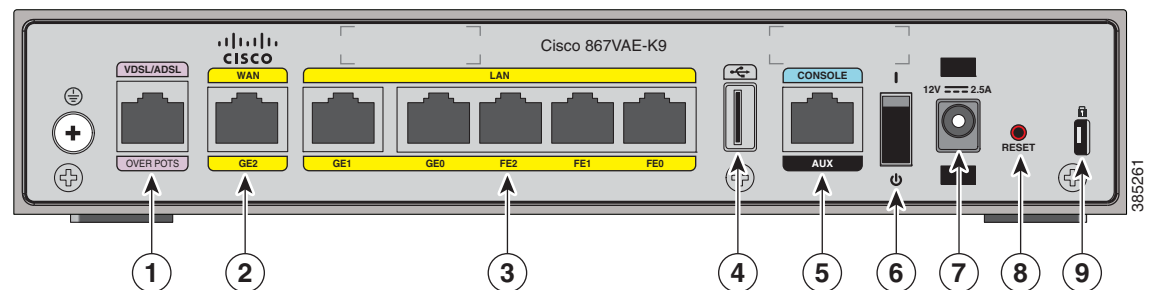 CISCO
Cisco 867VAE-K9
VDSL/ADSL
WAN
LAN
CONSOLE
12V 2.5A
OVER POTS
GE2
GE1
GE0
FE2
FE1
FE0
AUX
RESET
385261
1
2
3
4
5
6
7
8
9